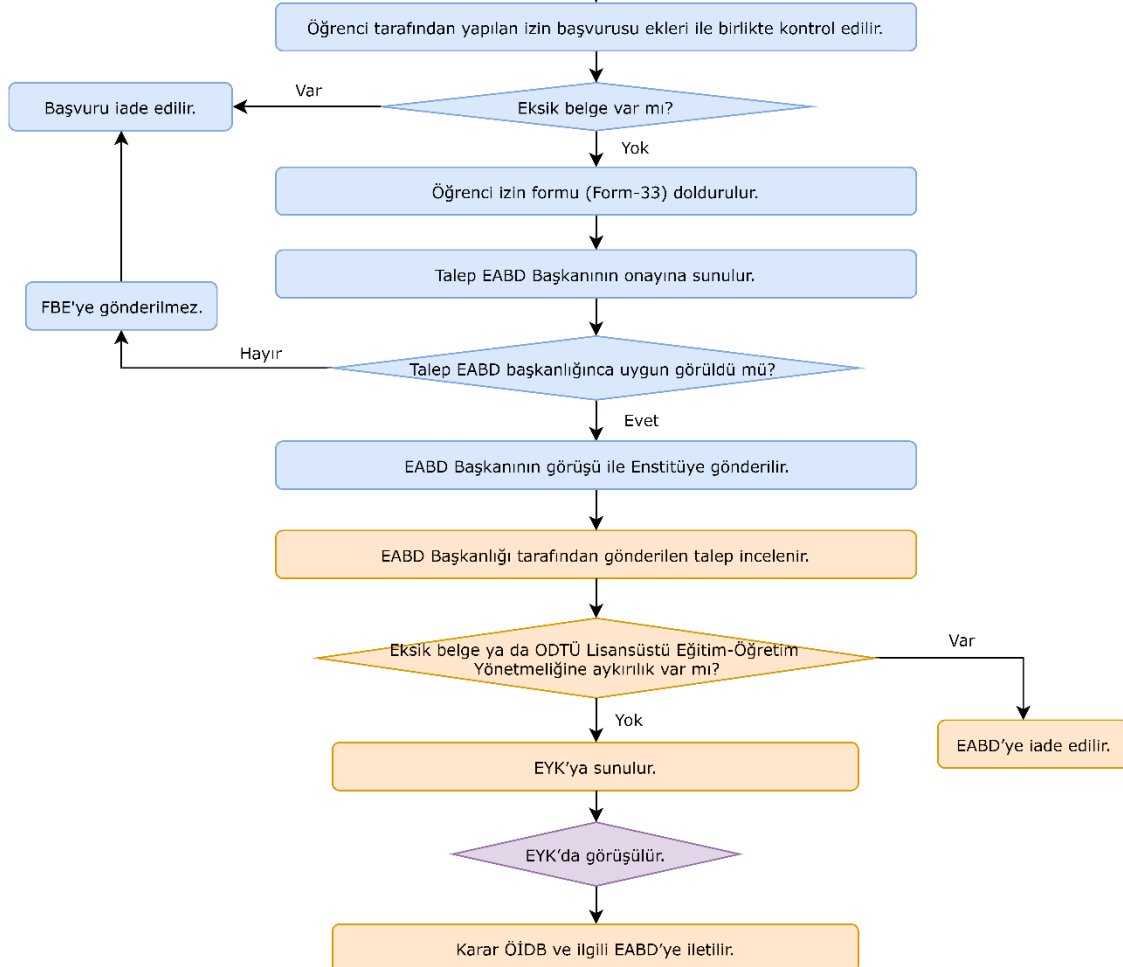 Öğrenci tarafından yapılan izin başvurusu ekleri ile birlikte kontrol edilir.
Var
Başvuru iade edilir.
Eksik belge var mı?
Yok
Öğrenci izin formu (Form-33) doldurulur.
Talep EABD Başkanının onayına sunulur.
FBE'ye gönderilmez.
Hayır
Talep EABD başkanlığınca uygun görüldü mü?
Evet
EABD Başkanının görüşü ile Enstitüye gönderilir.
EABD Başkanlığı tarafından gönderilen talep incelenir.
Eksik belge ya da ODTÜ Lisansüstü Eğitim-Öğretim
Yönetmeliğine aykırılık var mı?
Var
Yok
EABD’ye iade edilir.
EYK’ya sunulur.
EYK’da görüşülür.
Karar ÖİDB ve ilgili EABD’ye iletilir.